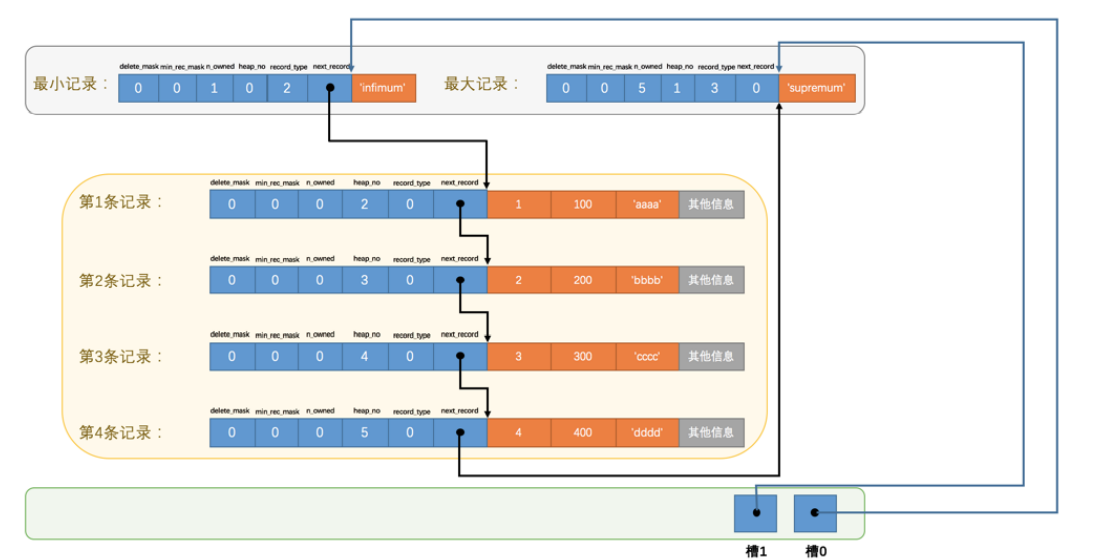 delete_mask min_rec_mask n_owned heap_no record_type next_record
最小记录： 0 0 1 0 2 'infimum'
delete_mask min_rec_mask n_owned heap_no record_type next_record
最大记录： 0 0 5 1 3 0 'supremum'
delete_mask min_rec_mask n_owned heap_no record_type next_record
第1条记录： 0 0 0 2 0 1 100 'aaaa' 其他信息
delete_mask min_rec_mask n_owned heap_no record_type next_record
第2条记录： 0 0 0 3 0 2 200 'bbbb' 其他信息
delete_mask min_rec_mask n_owned heap_no record_type next_record
第3条记录： 0 0 0 4 0 3 300 'cccc' 其他信息
delete_mask min_rec_mask n_owned heap_no record_type next_record
第4条记录： 0 0 0 5 0 4 400 'dddd' 其他信息
槽1 槽0